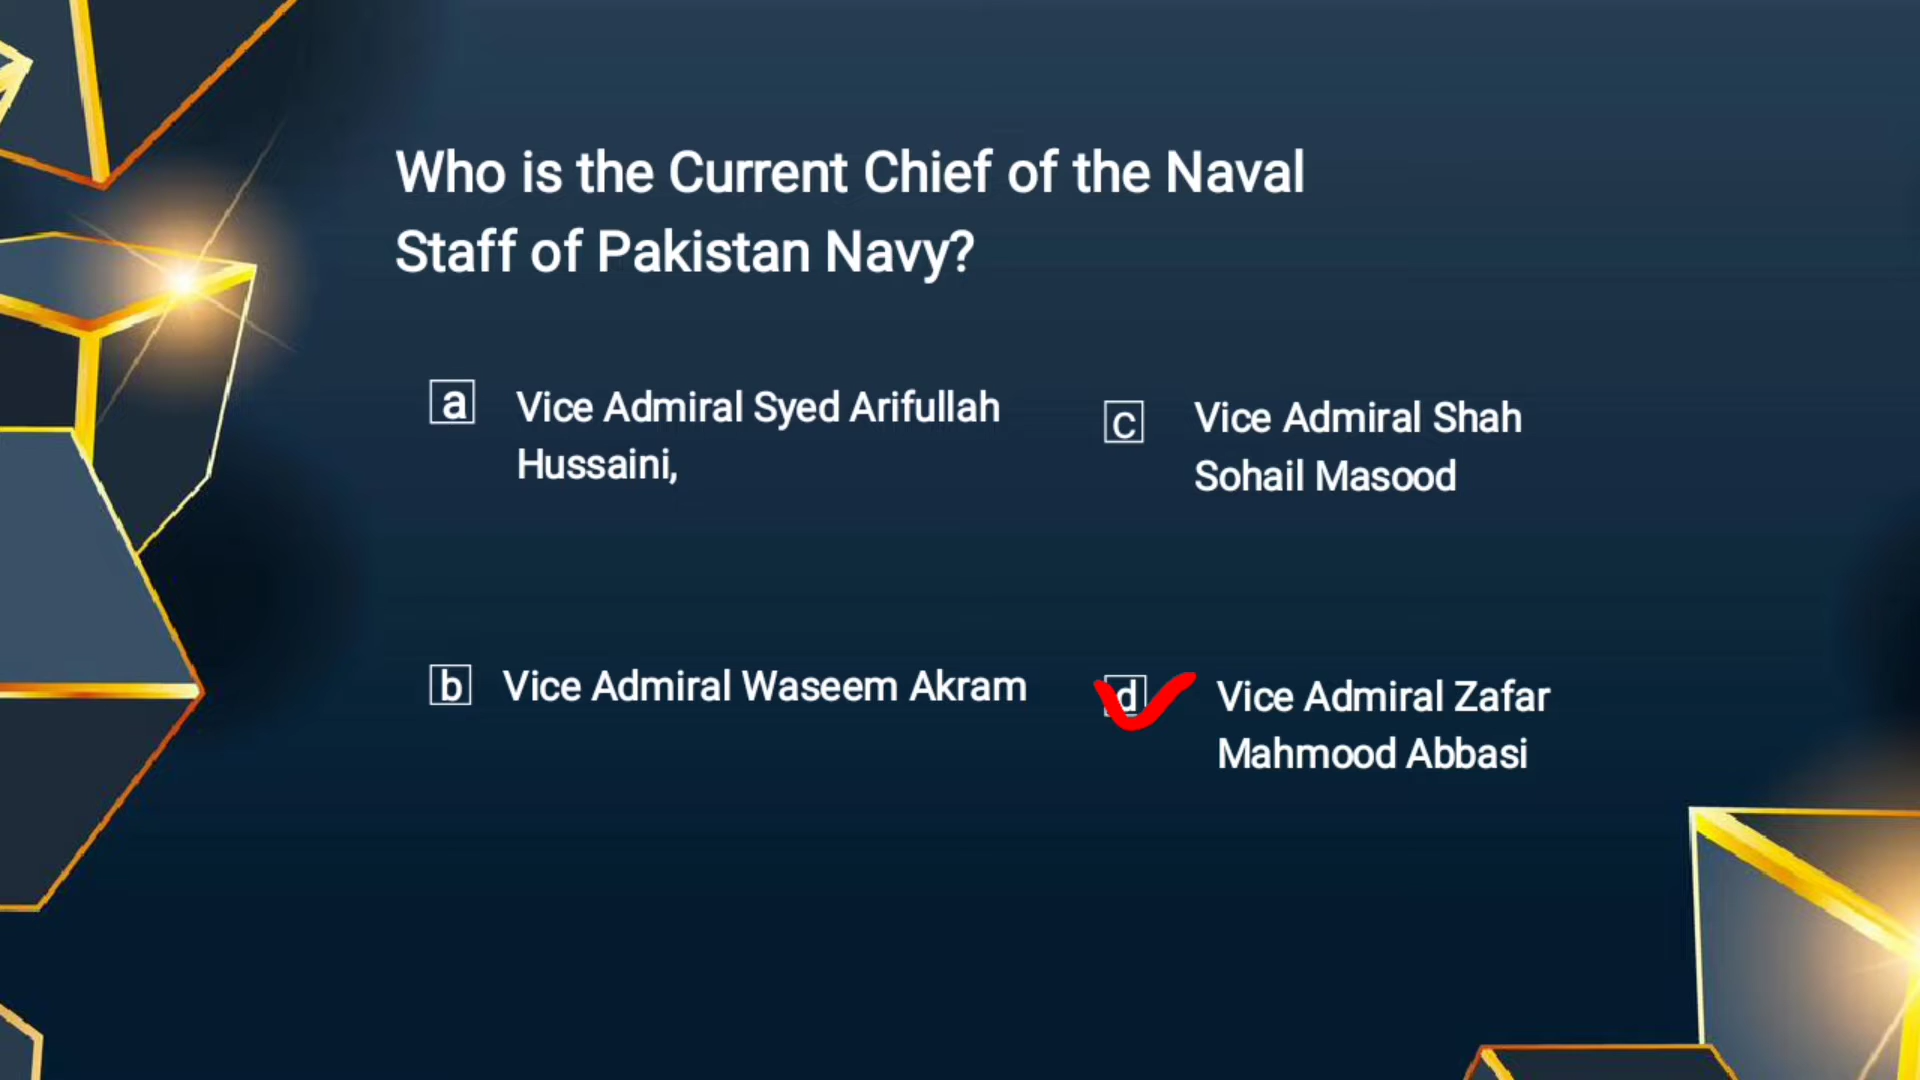 Who is the Current Chief of the Naval
Staff of Pakistan Navy?
a Vice Admiral Syed Arifullah
Hussaini,
b Vice Admiral Waseem Akram
c Vice Admiral Shah
Sohail Masood
d Vice Admiral Zafar
Mahmood Abbasi